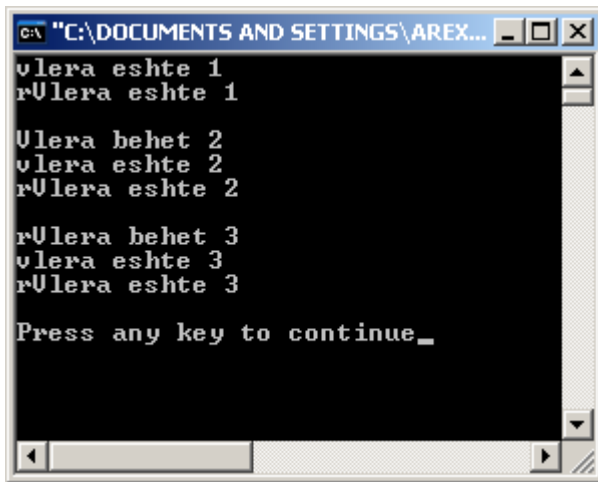 "C:\DOCUMENTS AND SETTINGS\AREX...
vlera eshte 1
rVlera eshte 1
Vlera behet 2
vlera eshte 2
rVlera eshte 2
rVlera behet 3
vlera eshte 3
rVlera eshte 3
Press any key to continue_